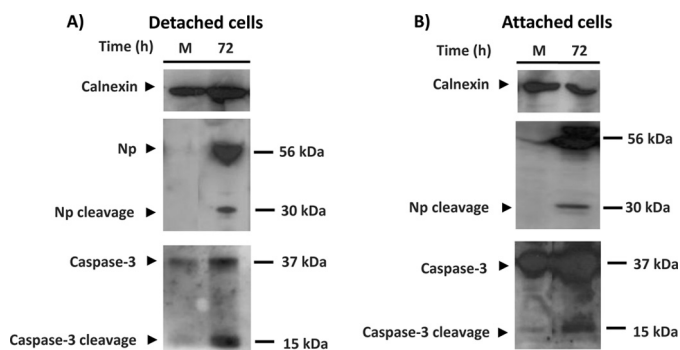 A) Detached cells
Time (h) M 72
Calnexin
Np
56 kDa
Np cleavage
30 kDa
Caspase-3
37 kDa
Caspase-3 cleavage
15 kDa
B) Attached cells
Time (h) M 72
Calnexin
56 kDa
Np cleavage
30 kDa
Caspase-3
37 kDa
Caspase-3 cleavage
15 kDa